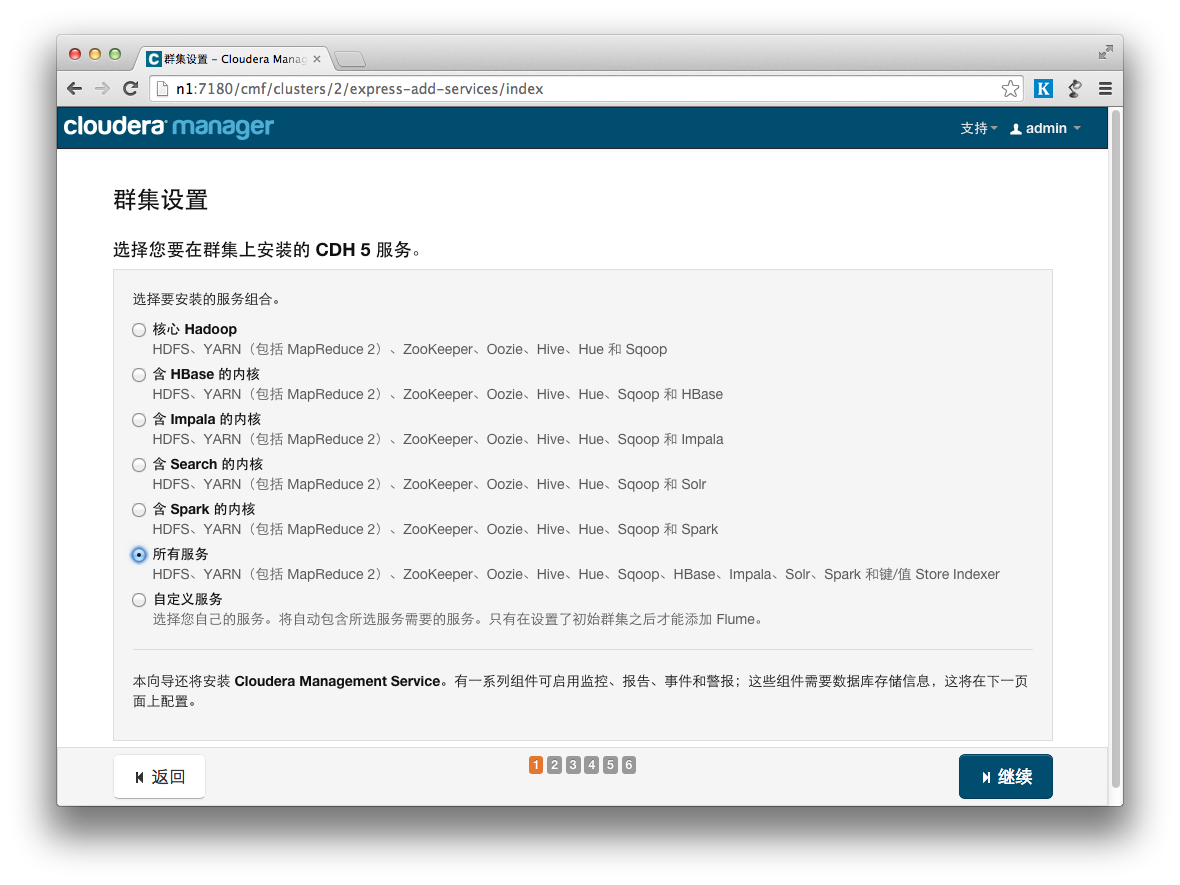 群集设置 – Cloudera Manag
n1:7180/cmf/clusters/2/express-add-services/index
K
cloudera manager
支持 admin
群集设置
选择您要在群集上安装的 CDH 5 服务。
选择要安装的服务组合。
核心 Hadoop
HDFS、YARN（包括 MapReduce 2）、ZooKeeper、Oozie、Hive、Hue 和 Sqoop
含 HBase 的内核
HDFS、YARN（包括 MapReduce 2）、ZooKeeper、Oozie、Hive、Hue、Sqoop 和 HBase
含 Impala 的内核
HDFS、YARN（包括 MapReduce 2）、ZooKeeper、Oozie、Hive、Hue、Sqoop 和 Impala
含 Search 的内核
HDFS、YARN（包括 MapReduce 2）、ZooKeeper、Oozie、Hive、Hue、Sqoop 和 Solr
含 Spark 的内核
HDFS、YARN（包括 MapReduce 2）、ZooKeeper、Oozie、Hive、Hue、Sqoop 和 Spark
所有服务
HDFS、YARN（包括 MapReduce 2）、ZooKeeper、Oozie、Hive、Hue、Sqoop、HBase、Impala、Solr、Spark 和键/值 Store Indexer
自定义服务
选择您自己的服务。将自动包含所选服务需要的服务。只有在设置了初始群集之后才能添加 Flume。
本向导还将安装 Cloudera Management Service。有一系列组件可启用监控、报告、事件和警报；这些组件需要数据库存储信息，这将在下一页
面上配置。
返回
1 2 3 4 5 6
继续